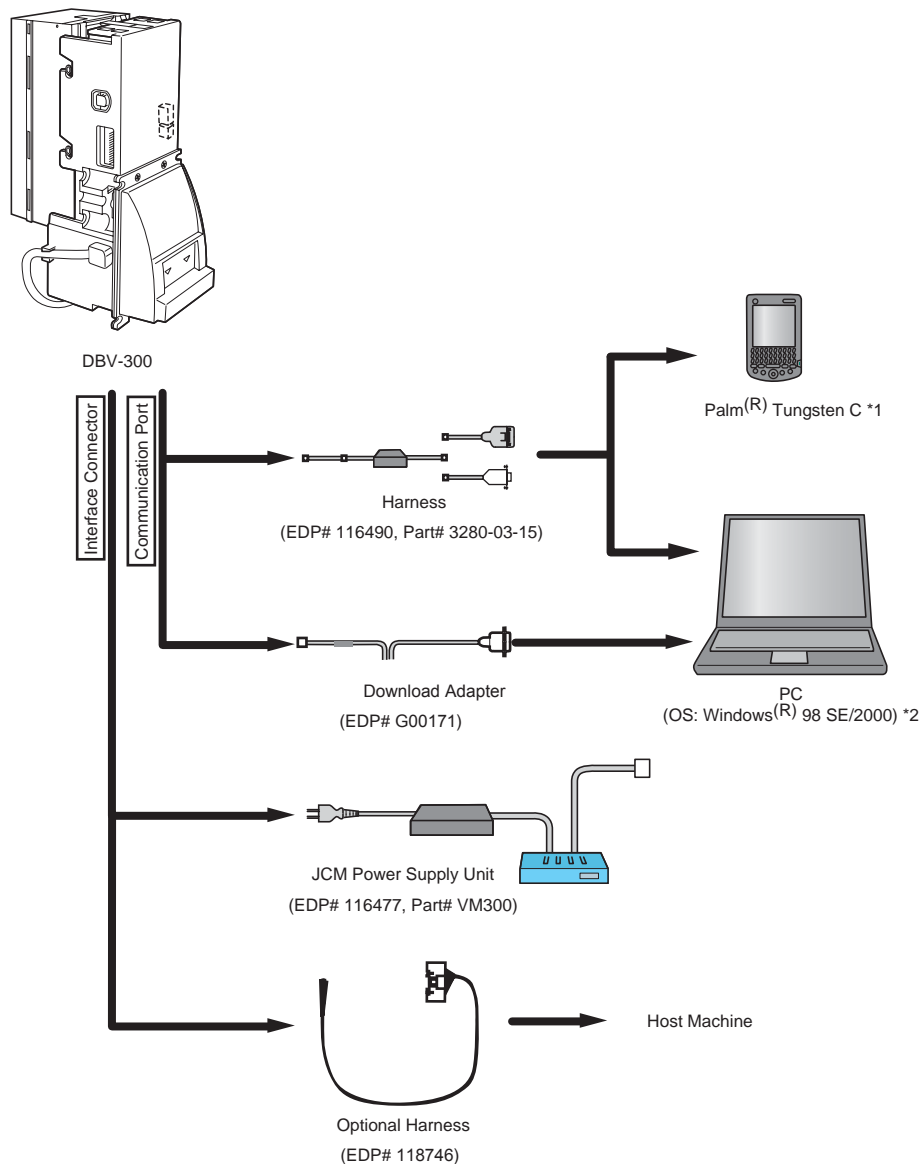 DBV-300
Interface Connector
Communication Port
Palm(R) Tungsten C *1
Harness
(EDP# 116490, Part# 3280-03-15)
Download Adapter
(EDP# G00171)
PC
(OS: Windows(R) 98 SE/2000) *2
JCM Power Supply Unit
(EDP# 116477, Part# VM300)
Host Machine
Optional Harness
(EDP# 118746)